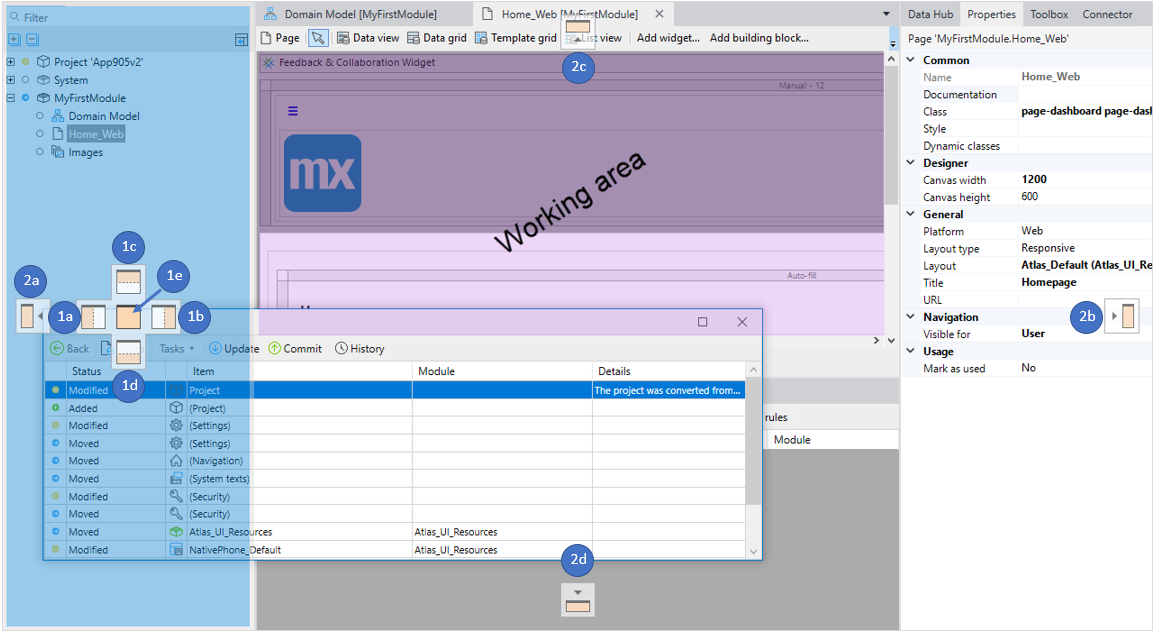 Filter
Project 'App905v2'
System
MyFirstModule
Domain Model
Home_Web
Images
Domain Model [MyFirstModule]
Home_Web [MyFirstModule]
Page
Data view
Data grid
Template grid
List view
Add widget...
Add building block...
2c
Feedback & Collaboration Widget
Manual - 12
mx
Working area
Auto-fill
1c
1e
2a
1a
1b
1d
2b
2d
Back
Tasks
Update
Commit
History
Status Item Module Details
Modified Project The project was converted from...
Added (Project)
Modified (Settings)
Moved (Settings)
Moved (Navigation)
Moved (System texts)
Modified (Security)
Moved (Security)
Moved Atlas_UI_Resources Atlas_UI_Resources
Modified NativePhone_Default Atlas_UI_Resources
rules
Module
Data Hub
Properties
Toolbox
Connector
Page 'MyFirstModule.Home_Web'
Common
Name Home_Web
Documentation
Class page-dashboard page-dasl
Style
Dynamic classes
Designer
Canvas width 1200
Canvas height 600
General
Platform Web
Layout type Responsive
Layout Atlas_Default (Atlas_UI_R
Title Homepage
URL
Navigation
Visible for User
Usage
Mark as used No